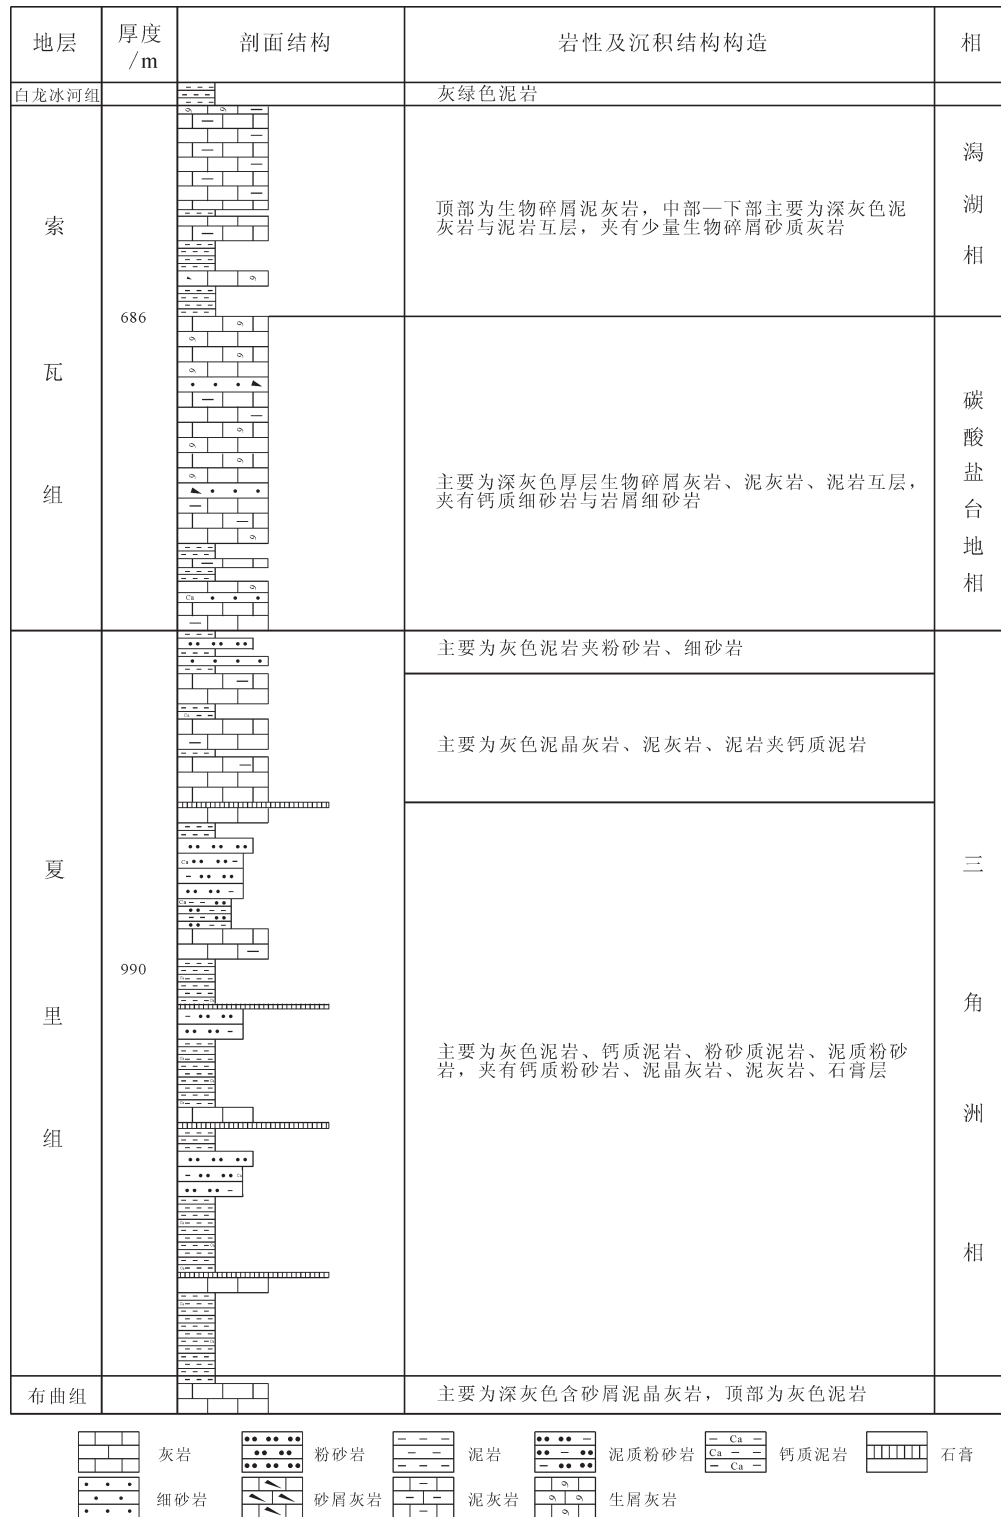 地层
厚度
/m
剖面结构
岩性及沉积结构构造
相
白龙冰河组
灰绿色泥岩
索
瓦
组
686
顶部为生物碎屑泥灰岩，中部—下部主要为深灰色泥
灰岩与泥岩互层，夹有少量生物碎屑砂质灰岩
潟
湖
相
主要为深灰色厚层生物碎屑灰岩、泥灰岩、泥岩互层，
夹有钙质细砂岩与岩屑细砂岩
碳
酸
盐
台
地
相
Ca
夏
里
组
990
主要为灰色泥岩夹粉砂岩、细砂岩
主要为灰色泥晶灰岩、泥灰岩、泥岩夹钙质泥岩
主要为灰色泥岩、钙质泥岩、粉砂质泥岩、泥质粉砂
岩，夹有钙质粉砂岩、泥晶灰岩、泥灰岩、石膏层
三
角
洲
相
Ca
Ca
Ca
布曲组
主要为深灰色含砂屑泥晶灰岩，顶部为灰色泥岩
灰岩
粉砂岩
泥岩
泥质粉砂岩
Ca
Ca
Ca
钙质泥岩
石膏
细砂岩
砂屑灰岩
泥灰岩
生屑灰岩